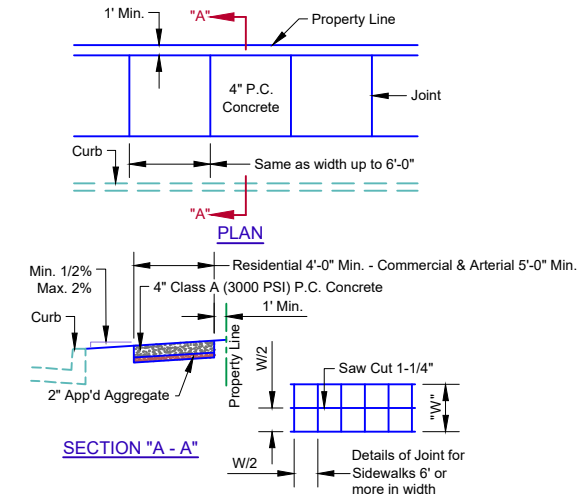 1' Min.
"A"
Property Line
4" P.C.
Concrete
Joint
Curb
Same as width up to 6'-0"
"A"
PLAN
Residential 4'-0" Min. - Commercial & Arterial 5'-0" Min.
Min. 1/2%
Max. 2%
4" Class A (3000 PSI) P.C. Concrete
1' Min.
Curb
Property Line
2" App'd Aggregate
W/2
Saw Cut 1-1/4"
"W"
SECTION "A - A"
W/2
Details of Joint for
Sidewalks 6' or
more in width